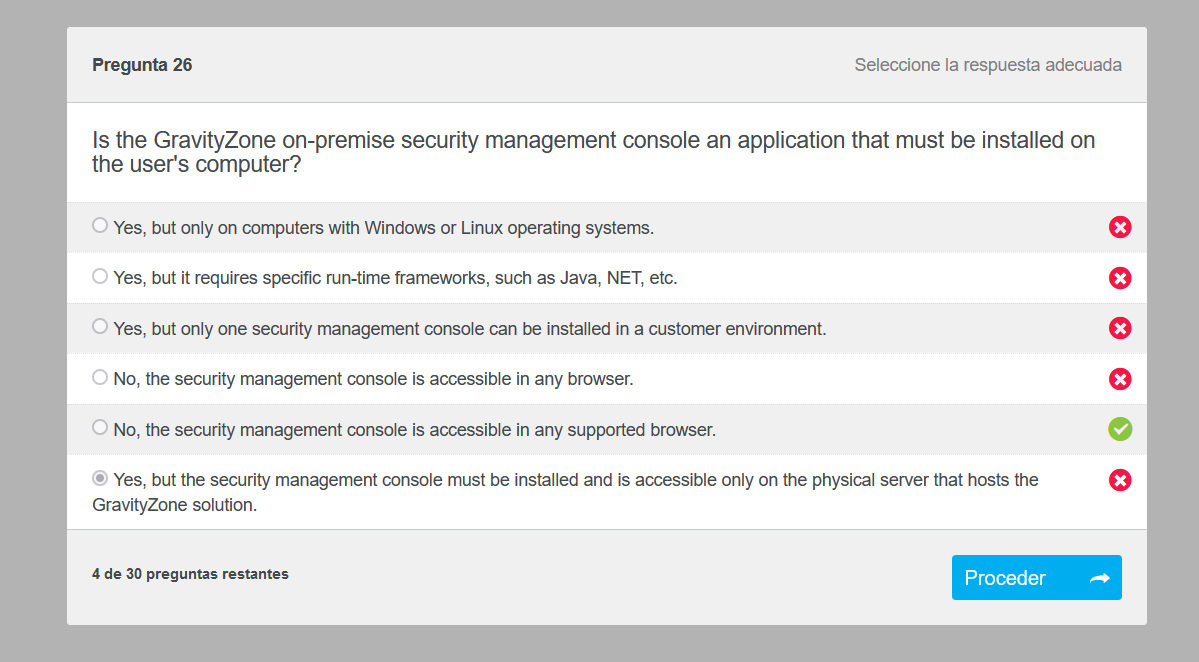 Pregunta 26
Seleccione la respuesta adecuada
Is the GravityZone on-premise security management console an application that must be installed on
the user's computer?
Yes, but only on computers with Windows or Linux operating systems.
Yes, but it requires specific run-time frameworks, such as Java, NET, etc.
Yes, but only one security management console can be installed in a customer environment.
No, the security management console is accessible in any browser.
No, the security management console is accessible in any supported browser.
Yes, but the security management console must be installed and is accessible only on the physical server that hosts the
GravityZone solution.
4 de 30 preguntas restantes
Proceder